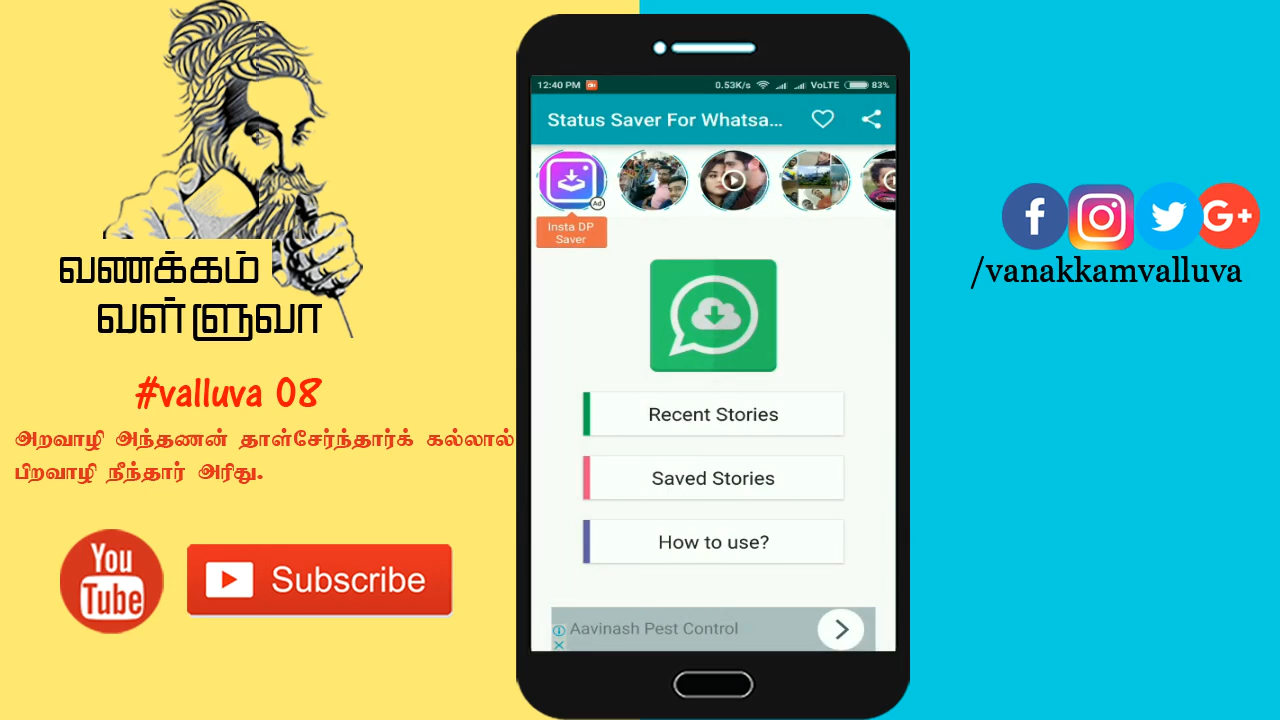 வணக்கம்
வள்ளுவா
#valluva 08
அறவாழி அந்தணன் தாள்சேர்ந்தார்க் கல்லால்
பிறவாழி நீந்தார் அரிது.
You
Tube
Subscribe
12:40 PM
0.53K/s VoLTE 83%
Status Saver For Whatsa...
Ad
Insta DP
Saver
Recent Stories
Saved Stories
How to use?
Aavinash Pest Control
f
G+
/vanakkamvalluva